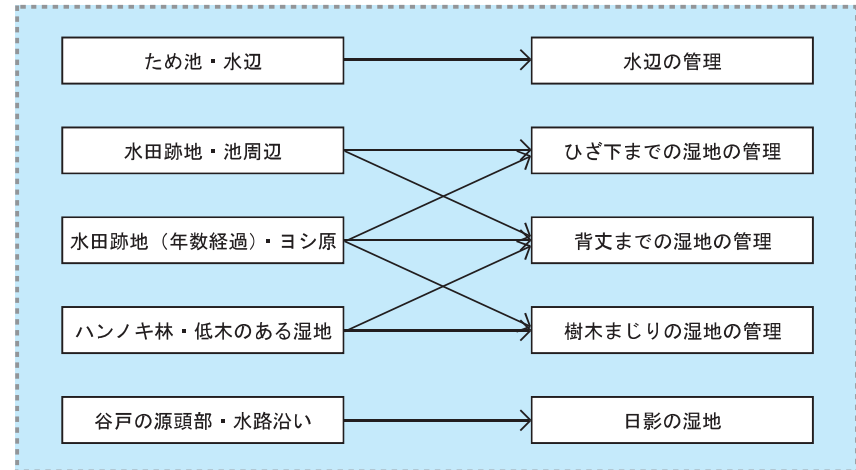 ため池・水辺
水辺の管理
水田跡地・池周辺
ひざ下までの湿地の管理
水田跡地（年数経過）・ヨシ原
背丈までの湿地の管理
ハンノキ林・低木のある湿地
樹木まじりの湿地の管理
谷戸の源頭部・水路沿い
日影の湿地